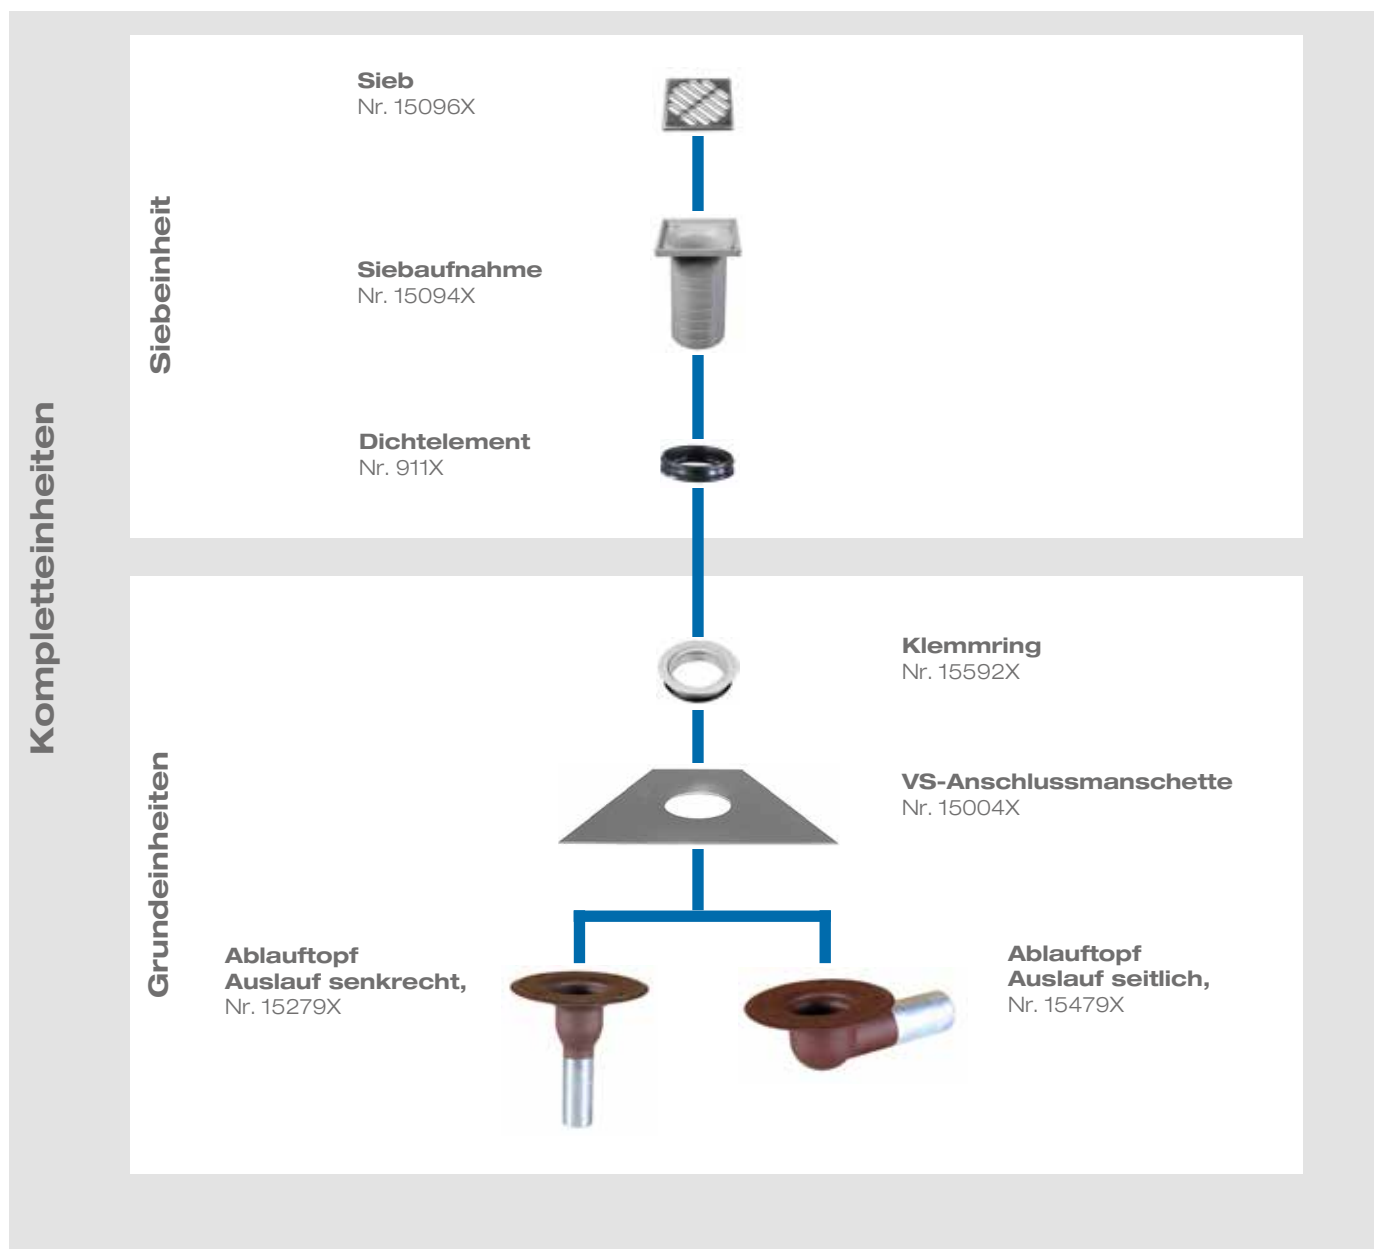 Kompletteinheiten
Siebeinheit
Sieb
Nr. 15096X
Siebaufnahme
Nr. 15094X
Dichtelement
Nr. 911X
Grundeinheiten
Klemmring
Nr. 15592X
VS-Anschlussmanschette
Nr. 15004X
Ablauftopf
Auslauf senkrecht,
Nr. 15279X
Ablauftopf
Auslauf seitlich,
Nr. 15479X